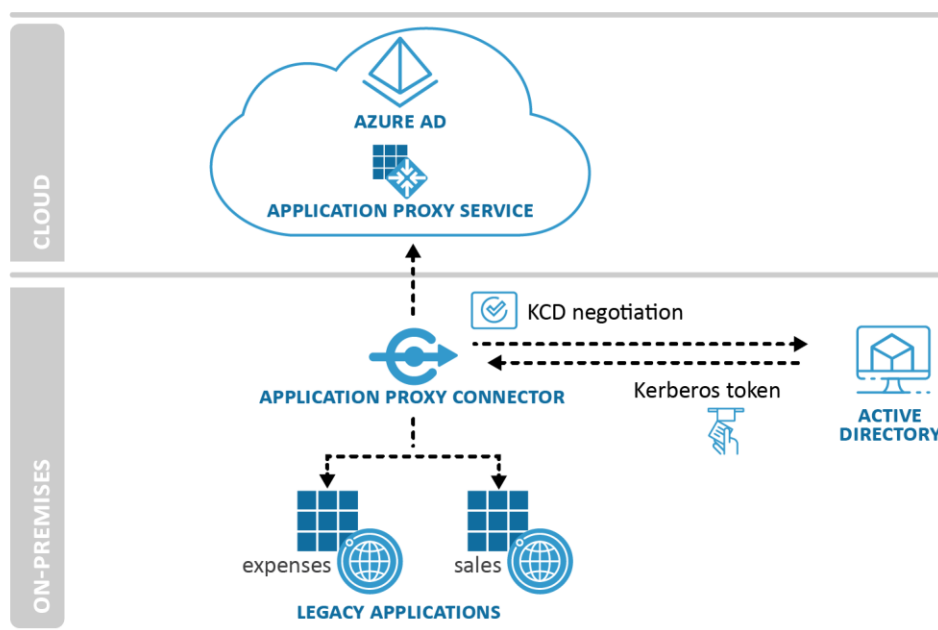 CLOUD
AZURE AD
APPLICATION PROXY SERVICE
ON-PREMISES
KCD negotiation
APPLICATION PROXY CONNECTOR
Kerberos token
ACTIVE
DIRECTORY
expenses
sales
LEGACY APPLICATIONS